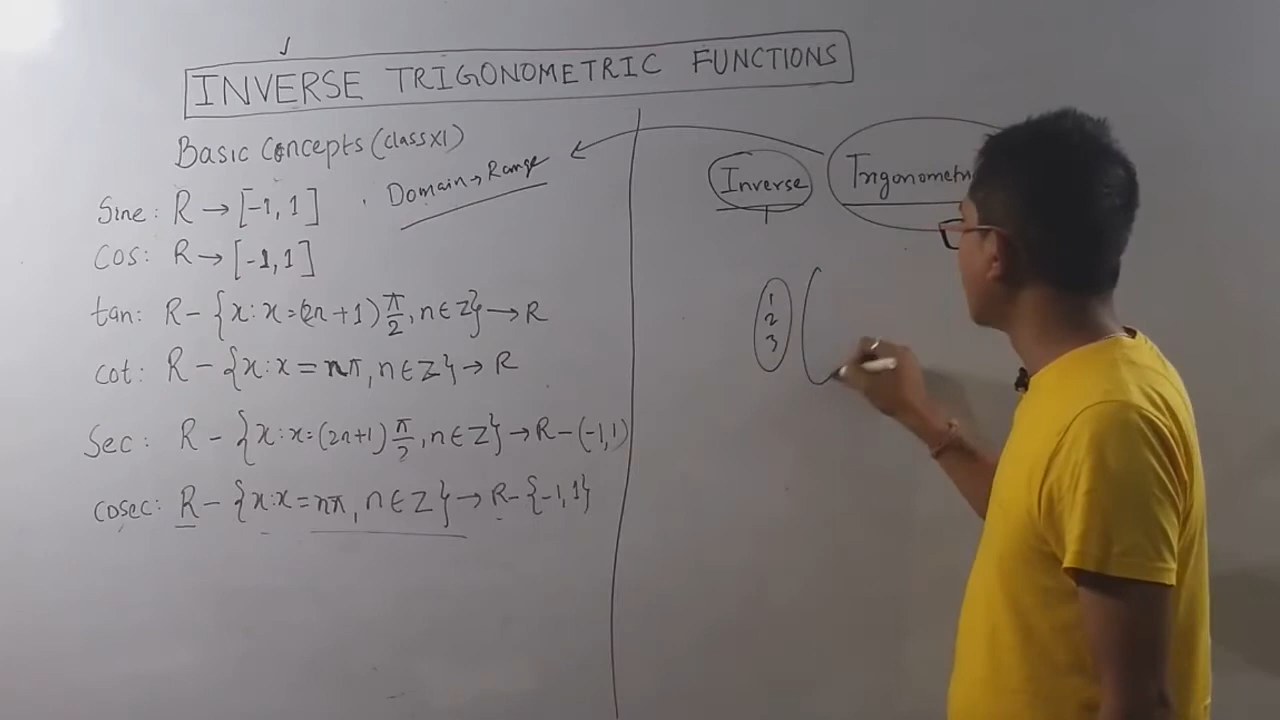 INVERSE TRIGONOMETRIC FUNCTIONS
Basic Concepts (class XI)
Domain → Range
Sine: R → [-1, 1]
Cos: R → [-1, 1]
tan: R - {x: x = (2n + 1) π/2, n ∈ Z} → R
cot: R - {x: x = nπ, n ∈ Z} → R
Sec: R - {x: x = (2n+1) π/2, n ∈ Z} → R - (-1, 1)
cosec: R - {x: x = nπ, n ∈ Z} → R - {-1, 1}
Inverse
1
2
3